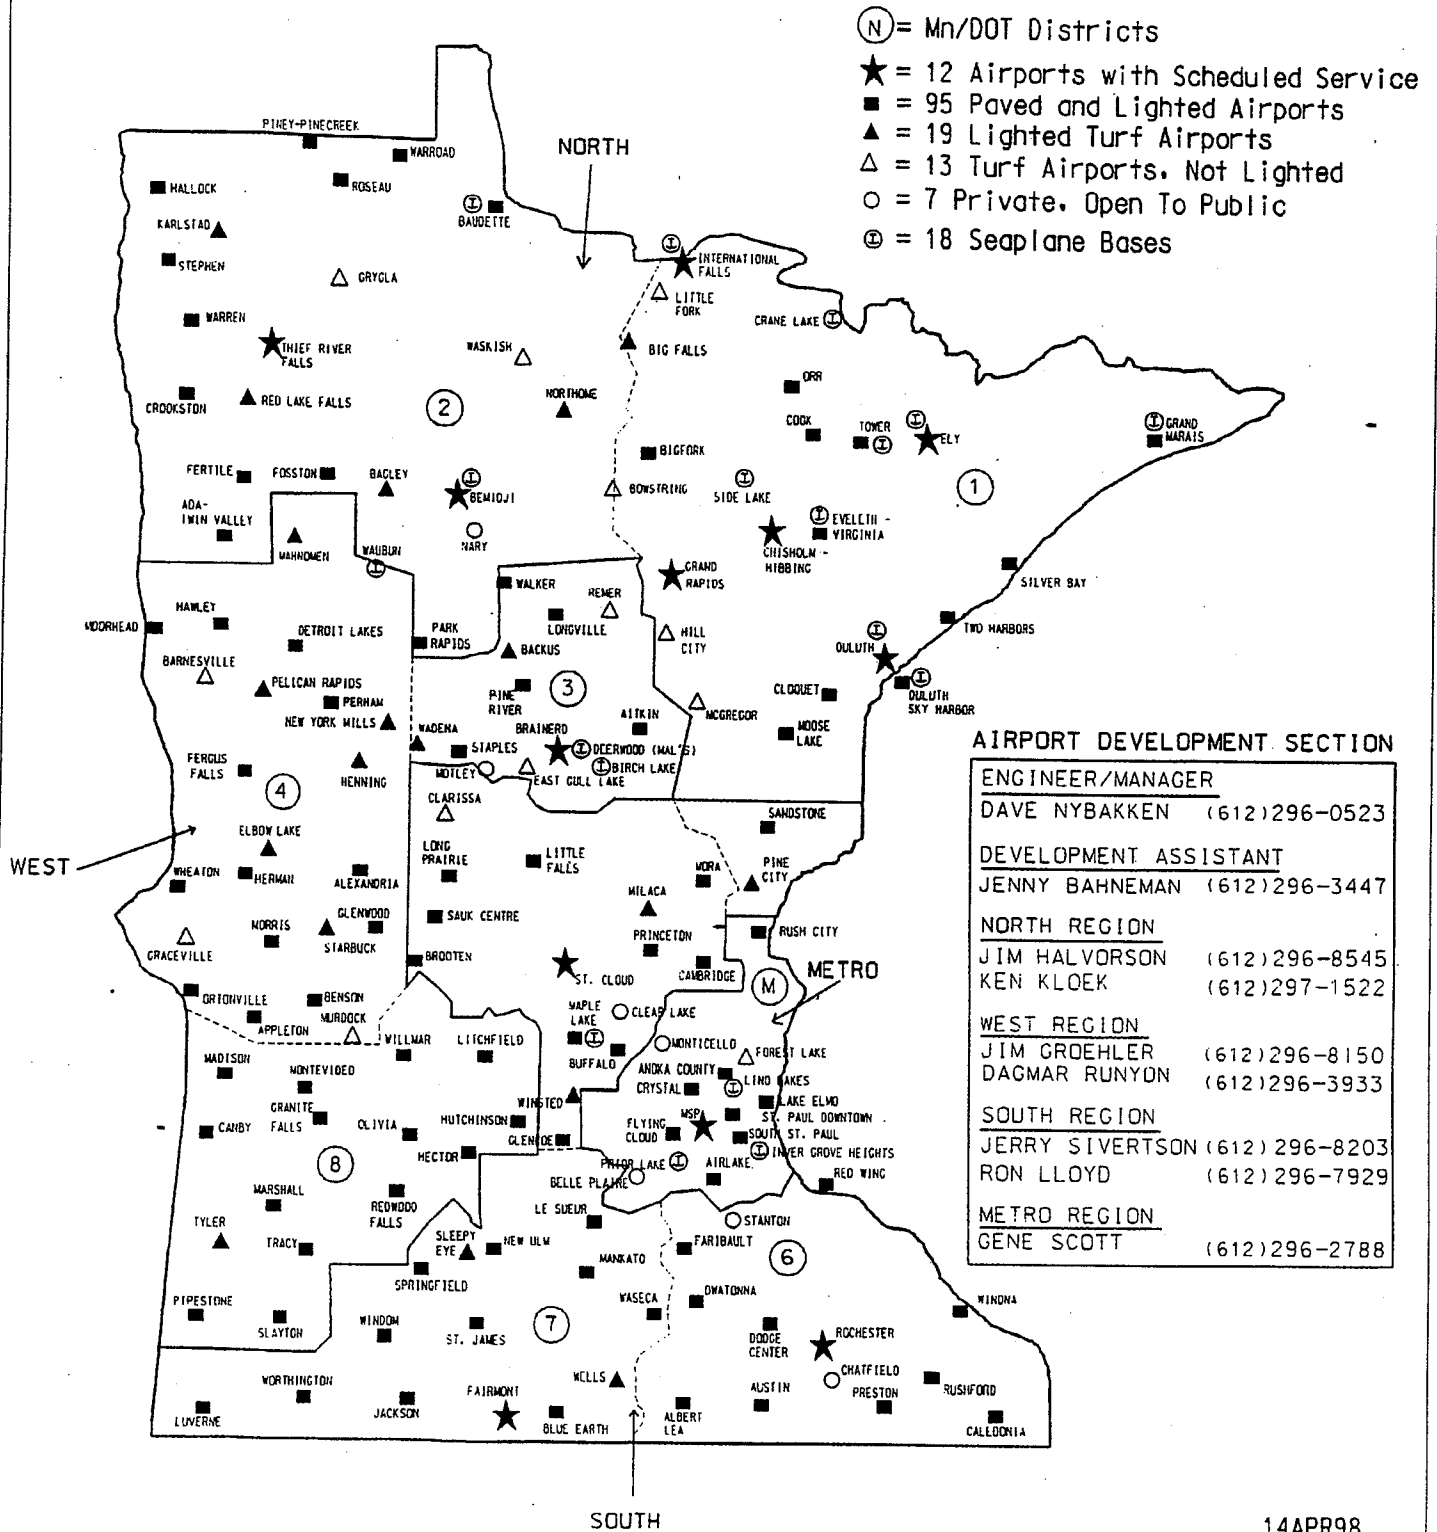 N = Mn/DOT Districts
★ = 12 Airports with Scheduled Service
■ = 95 Paved and Lighted Airports
▲ = 19 Lighted Turf Airports
△ = 13 Turf Airports, Not Lighted
○ = 7 Private, Open To Public
= 18 Seaplane Bases
NORTH
PINEY-PINECREEK
WARROAD
HALLOCK
ROSEAU
KARLSTAD
BAUDETTE
STEPHEN
GRYGLA
INTERNATIONAL
FALLS
LITTLE
FORK
CRANE LAKE
WARREN
THIEF RIVER
FALLS
WASKISH
BIG FALLS
ORR
CROOKSTON
RED LAKE FALLS
2
NORTHOME
COOK
TOWER
ELY
GRAND
MARAIS
BIGFORK
FERTILE
FOSSTON
BAGLEY
BEMIDJI
BOWSTRING
SIDE LAKE
1
ADA-
TWIN VALLEY
MAHNOMEN
WAUBUN
NARY
EVELETH -
VIRGINIA
CHISHOLM -
HIBBING
GRAND
RAPIDS
SILVER BAY
WALKER
REMER
LONGVILLE
HAWLEY
MOORHEAD
DETROIT LAKES
PARK
RAPIDS
BACKUS
HILL
CITY
TWO HARBORS
DULUTH
BARNESVILLE
PELICAN RAPIDS
PERHAM
NEW YORK MILLS
PINE
RIVER
3
AITKIN
MCGREGOR
CLOQUET
MOOSE
LAKE
DULUTH
SKY HARBOR
WADENA
STAPLES
BRAINERD
DEERWOOD (MAL'S)
BIRCH LAKE
EAST GULL LAKE
MOTLEY
FERGUS
FALLS
4
HENNING
CLARISSA
SANDSTONE
WEST
ELBOW LAKE
LONG
PRAIRIE
LITTLE
FALLS
MORA
PINE
CITY
WHEATON
HERMAN
ALEXANDRIA
MILACA
MORRIS
GLENWOOD
STARBUCK
SAUK CENTRE
PRINCETON
RUSH CITY
GRACEVILLE
BROOTEN
ST. CLOUD
CAMBRIDGE
M
METRO
ORTONVILLE
BENSON
APPLETON
MURDOCK
MAPLE
LAKE
CLEAR LAKE
MADISON
WILLMAR
LITCHFIELD
BUFFALO
MONTICELLO
FOREST LAKE
MONTEVIDEO
ANOKA COUNTY
CRYSTAL
LINO LAKES
GRANITE
FALLS
WINSTED
LAKE ELMO
CANBY
OLIVIA
HUTCHINSON
MSP
ST. PAUL DOWNTOWN
FLYING
CLOUD
SOUTH ST. PAUL
GLENCOE
HECTOR
8
INVER GROVE HEIGHTS
PRIOR LAKE
AIRLAKE
RED WING
BELLE PLAINE
MARSHALL
REDWOOD
FALLS
LE SUEUR
STANTON
TYLER
TRACY
SLEEPY
EYE
NEW ULM
FARIBAULT
6
SPRINGFIELD
MANKATO
PIPESTONE
SLAYTON
WINDOM
ST. JAMES
7
WASECA
OWATONNA
DODGE
CENTER
ROCHESTER
WINONA
WORTHINGTON
LUVERNE
JACKSON
FAIRMONT
BLUE EARTH
WELLS
ALBERT
LEA
AUSTIN
CHATFIELD
PRESTON
RUSHFORD
CALEDONIA
SOUTH
AIRPORT DEVELOPMENT SECTION
ENGINEER/MANAGER
DAVE NYBAKKEN (612)296-0523
DEVELOPMENT ASSISTANT
JENNY BAHNEMAN (612)296-3447
NORTH REGION
JIM HALVORSON (612)296-8545
KEN KLOEK (612)297-1522
WEST REGION
JIM GROEHLER (612)296-8150
DAGMAR RUNYON (612)296-3933
SOUTH REGION
JERRY SIVERTSON (612)296-8203
RON LLOYD (612)296-7929
METRO REGION
GENE SCOTT (612)296-2788
14APR98